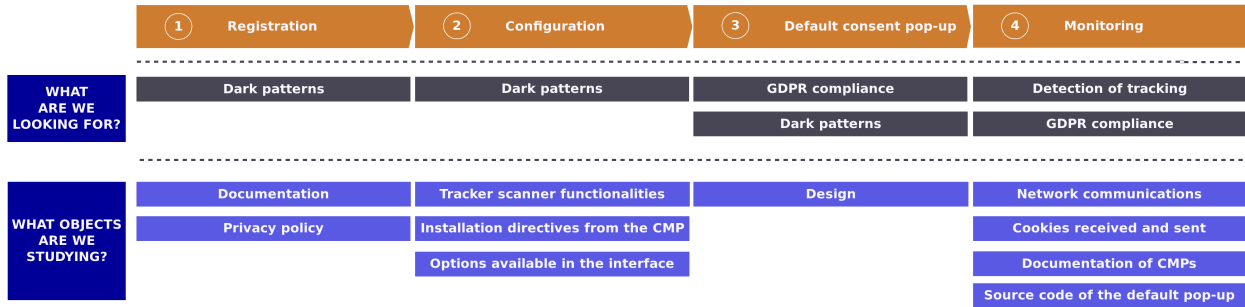 1 Registration
2 Configuration
3 Default consent pop-up
4 Monitoring
WHAT
ARE WE
LOOKING FOR?
Dark patterns
Dark patterns
GDPR compliance
Detection of tracking
Dark patterns
GDPR compliance
WHAT OBJECTS
ARE WE
STUDYING?
Documentation
Tracker scanner functionalities
Design
Network communications
Privacy policy
Installation directives from the CMP
Cookies received and sent
Options available in the interface
Documentation of CMPs
Source code of the default pop-up